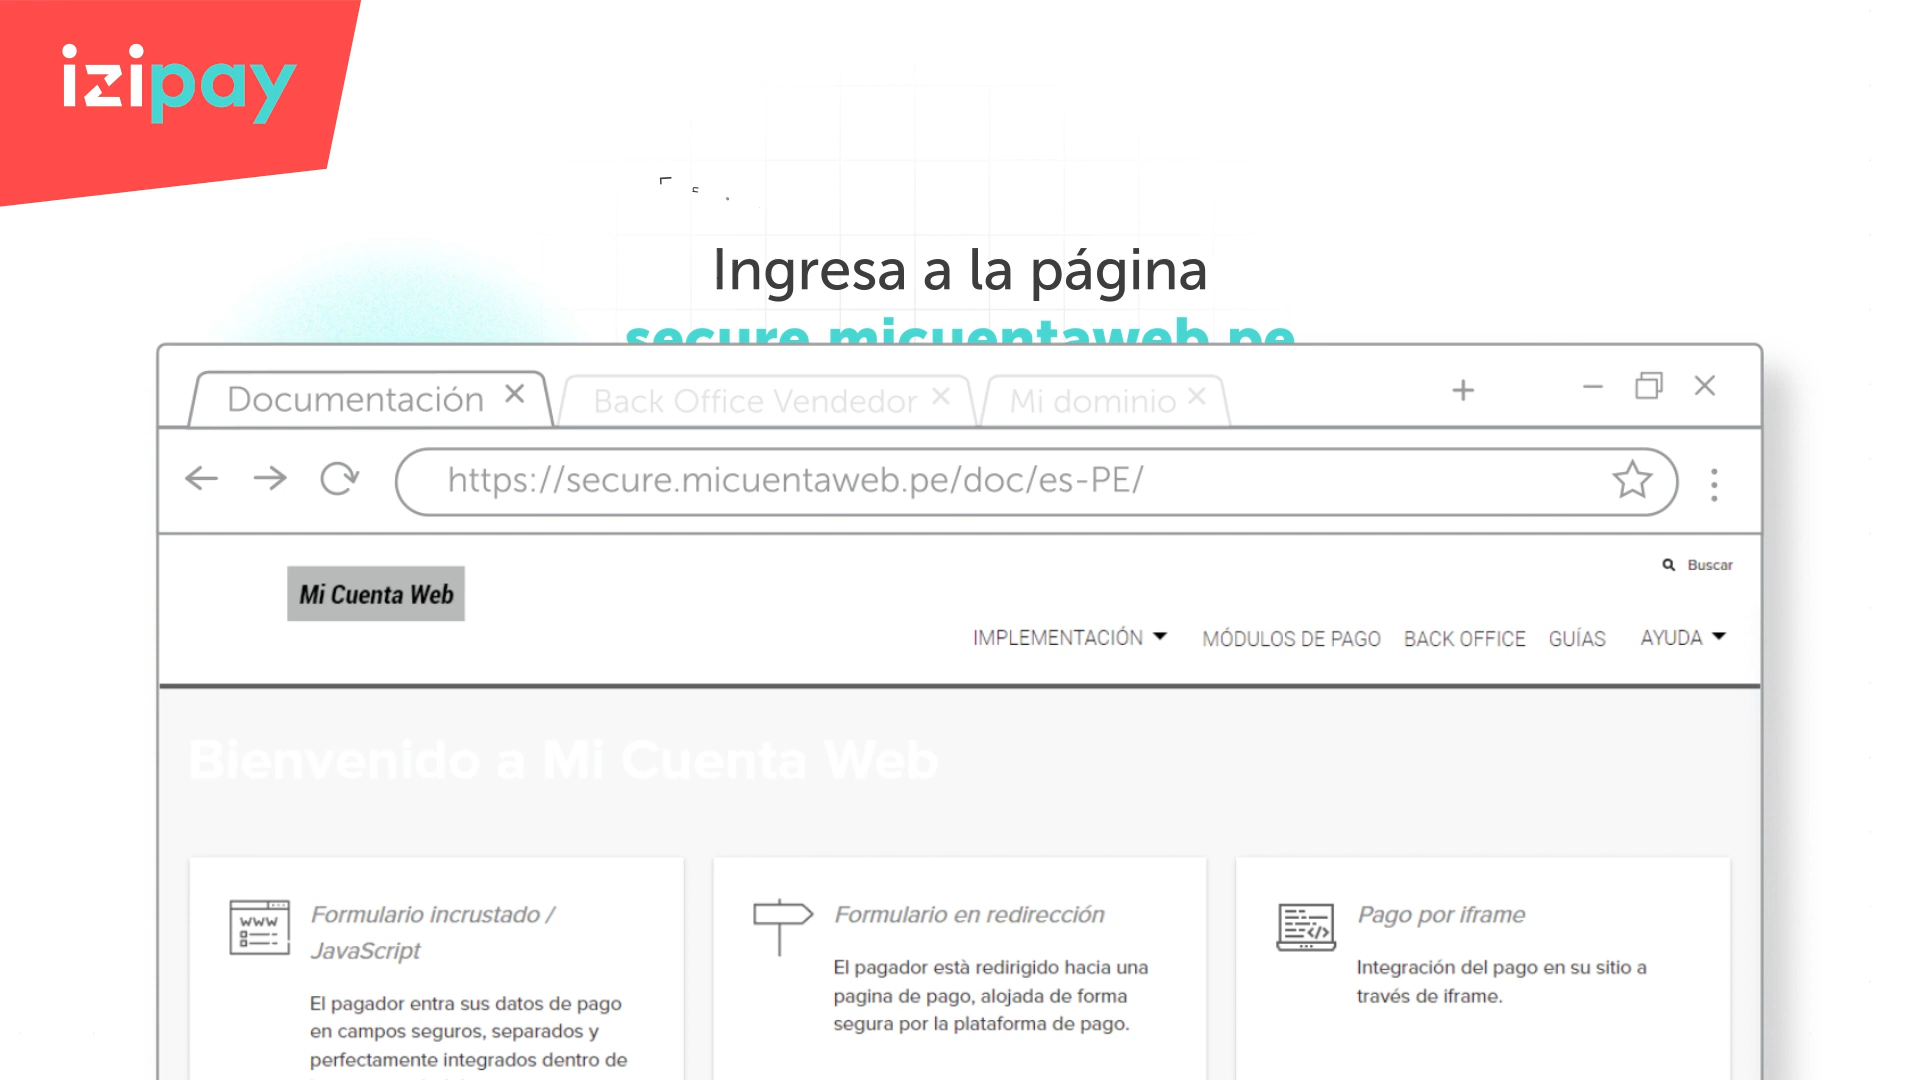 izipay
Ingresa a la página
secure.micuentaweb.pe
Documentación
Back Office Vendedor
Mi dominio
https://secure.micuentaweb.pe/doc/es-PE/
Buscar
Mi Cuenta Web
IMPLEMENTACIÓN
MÓDULOS DE PAGO
BACK OFFICE
GUÍAS
AYUDA
Bienvenido a Mi Cuenta Web
www
Formulario incrustado /
JavaScript
El pagador entra sus datos de pago
en campos seguros, separados y
perfectamente integrados dentro de
Formulario en redirección
El pagador està redirigido hacia una
pagina de pago, alojada de forma
segura por la plataforma de pago.
Pago por iframe
Integración del pago en su sitio a
través de iframe.